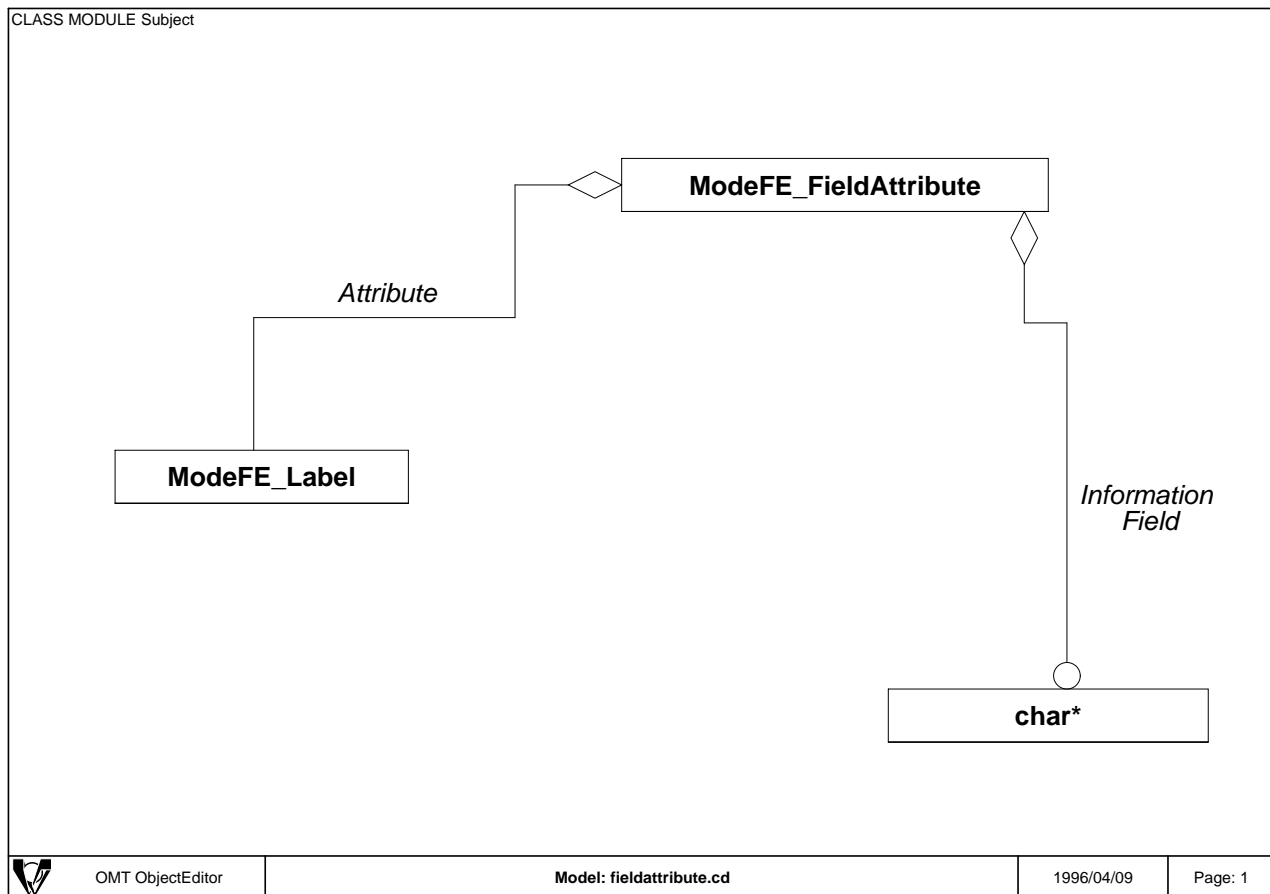 CLASS MODULE Subject
ModeFE_FieldAttribute
Attribute
ModeFE_Label
Information
Field
char*
OMT ObjectEditor
Model: fieldattribute.cd
1996/04/09
Page: 1